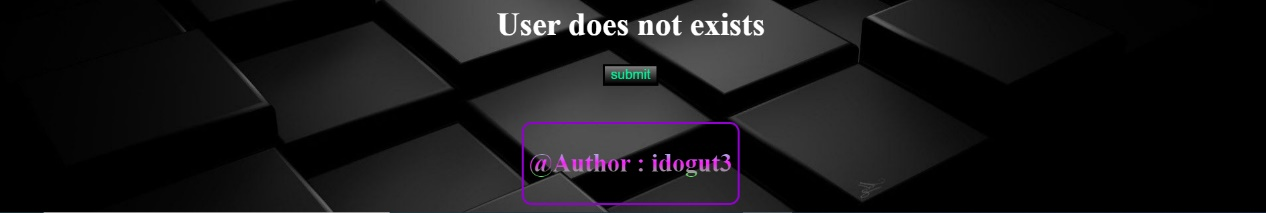 User does not exists
submit
@Author : idogut3